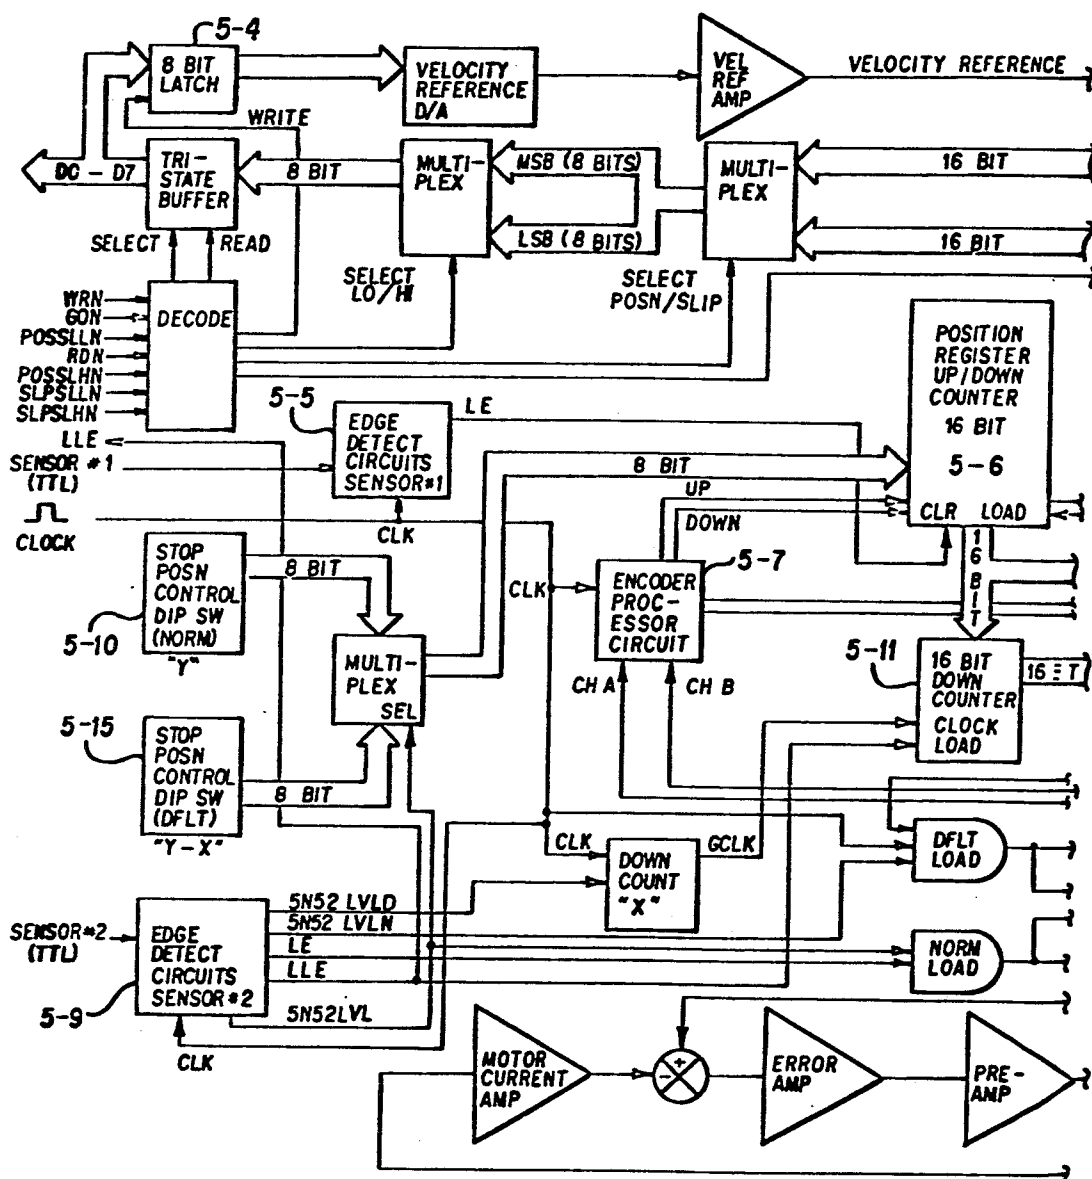 5-4
8 BIT
LATCH
VELOCITY
REFERENCE
D/A
VEL
REF
AMP
VELOCITY REFERENCE
WRITE
DC - D7
TRI-
STATE
BUFFER
8 BIT
MULTI-
PLEX
MSB (8 BITS)
LSB (8 BITS)
MULTI-
PLEX
16 BIT
16 BIT
SELECT
READ
SELECT
LO/HI
SELECT
POSN/SLIP
WRN
GON
POSSLLN
RDN
POSSLHN
SLPSLLN
SLPSLHN
DECODE
POSITION
REGISTER
UP/DOWN
COUNTER
16 BIT
5-6
CLR LOAD
5-5
EDGE
DETECT
CIRCUITS
SENSOR #1
LE
LLE
SENSOR #1
(TTL)
CLOCK
CLK
8 BIT
UP
DOWN
16 BIT
STOP
POSN
CONTROL
DIP SW
(NORM)
"Y"
5-10
8 BIT
CLK
ENCODER
PROC-
ESSOR
CIRCUIT
5-7
CH A
CH B
MULTI-
PLEX
SEL
5-11
16 BIT
DOWN
COUNTER
CLOCK
LOAD
16 BIT
5-15
STOP
POSN
CONTROL
DIP SW
(DFLT)
"Y-X"
8 BIT
CLK
DOWN
COUNT
"X"
GCLK
DFLT
LOAD
SENSOR #2
(TTL)
EDGE
DETECT
CIRCUITS
SENSOR #2
5-9
5N52 LVLD
5N52 LVLN
LE
LLE
5N52LVL
CLK
NORM
LOAD
MOTOR
CURRENT
AMP
- +
ERROR
AMP
PRE-
AMP